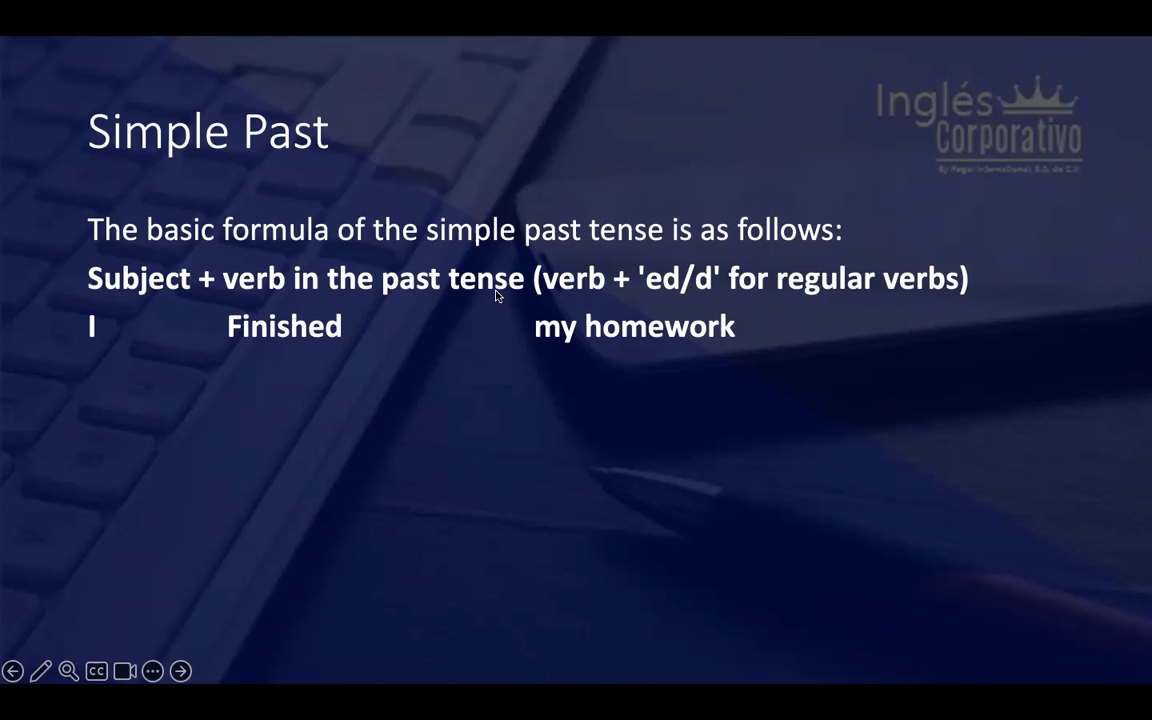 Inglés
Corporativo
Simple Past
The basic formula of the simple past tense is as follows:
Subject + verb in the past tense (verb + 'ed/d' for regular verbs)
I Finished my homework
CC